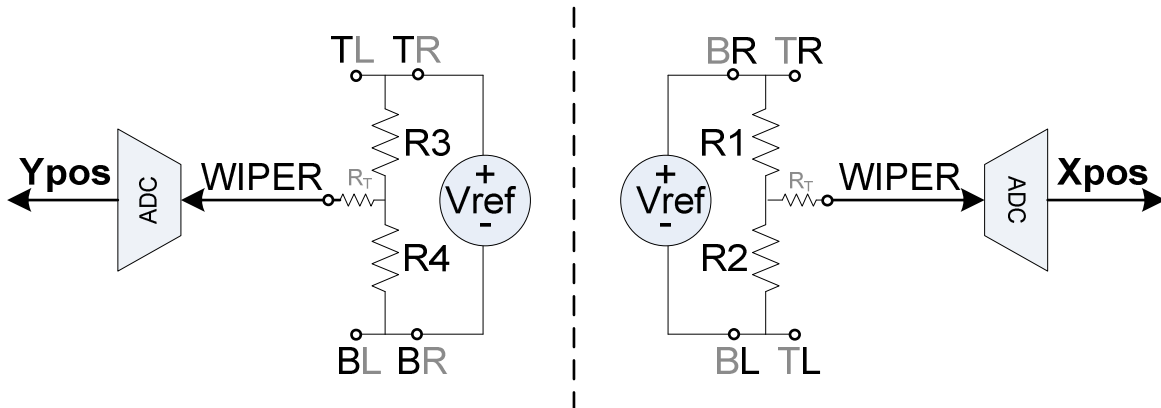 TL TR
R3
RT
WIPER
Ypos
ADC
+
Vref
-
R4
BL BR
BR TR
R1
RT
WIPER
Xpos
ADC
+
Vref
-
R2
BL TL